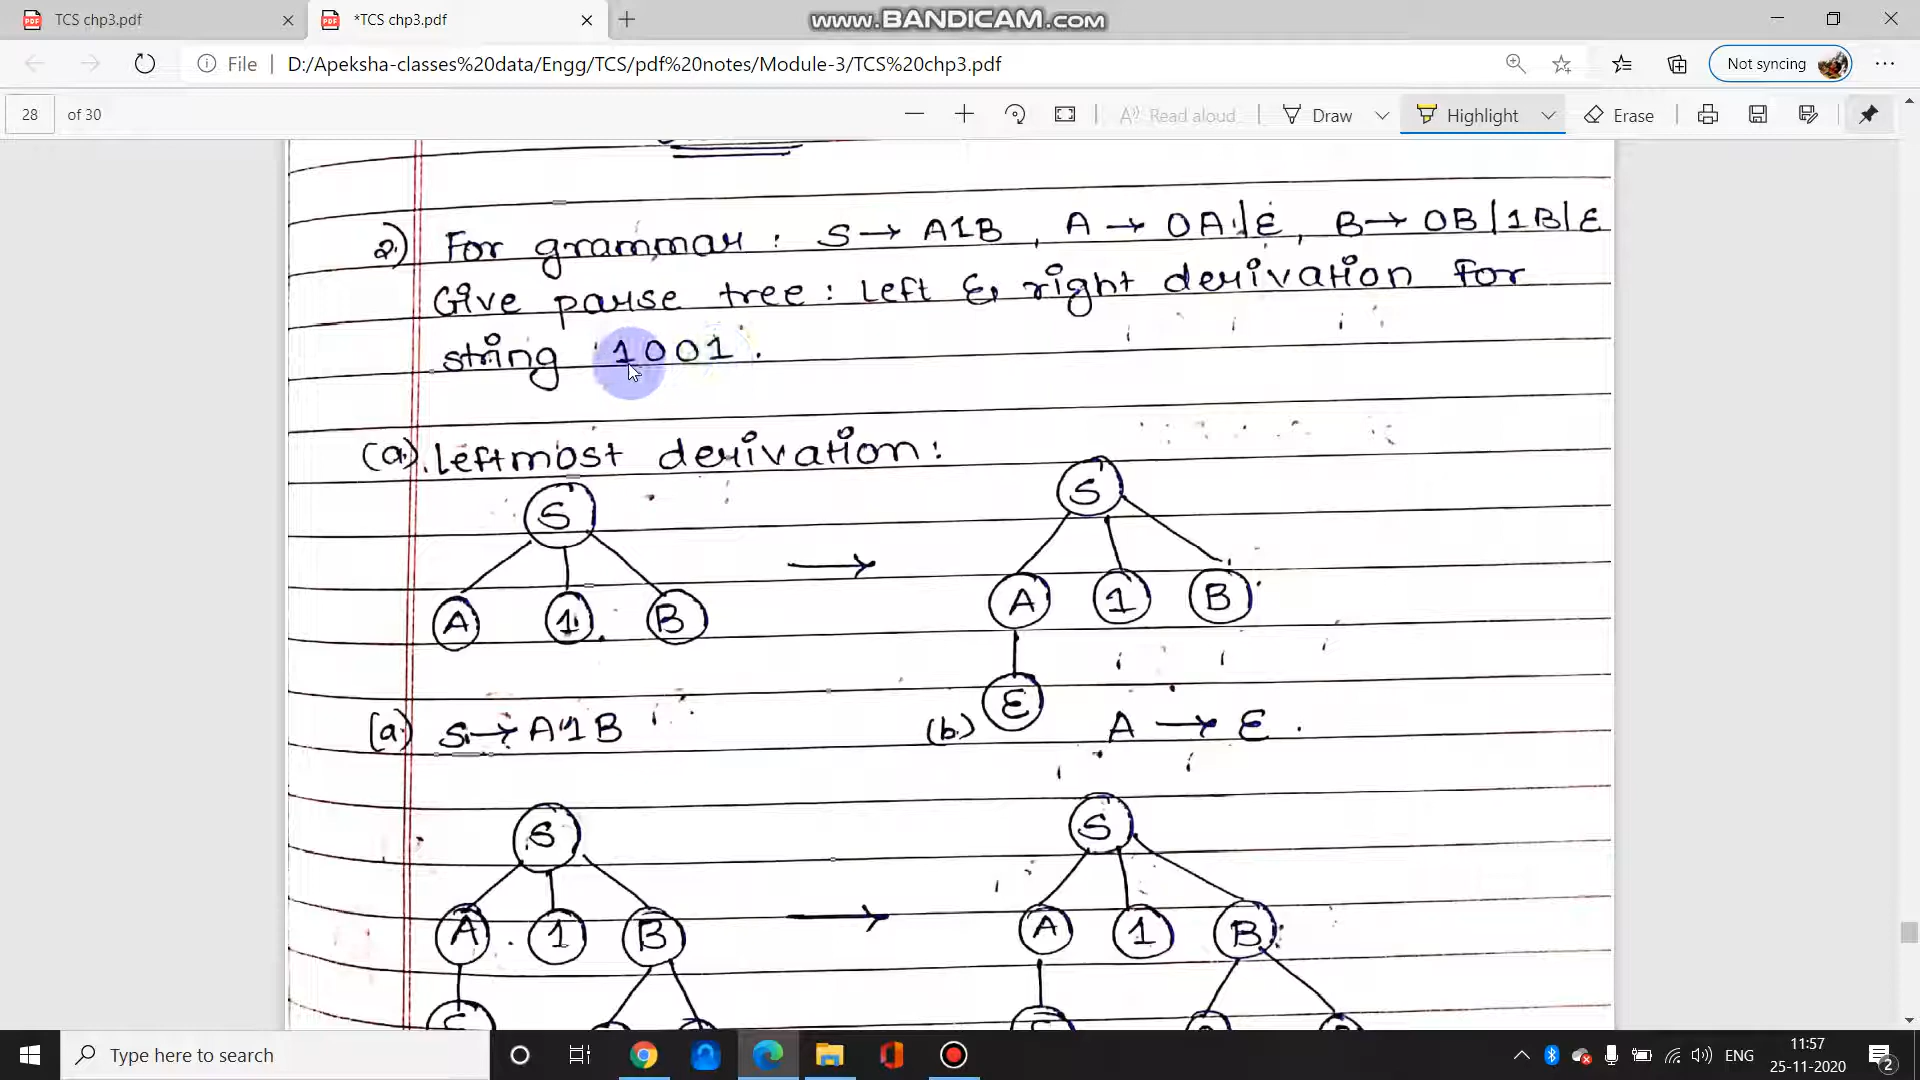 TCS chp3.pdf
*TCS chp3.pdf
www.BANDICAM.com
File
D:/Apeksha-classes%20data/Engg/TCS/pdf%20notes/Module-3/TCS%20chp3.pdf
Not syncing
28 of 30
Read aloud
Draw
Highlight
Erase
2) For grammar : S → A1B , A → 0A|ε, B → 0B|1B|ε
Give parse tree : Left & right derivation for
string 1001.
(a). Leftmost derivation :
S
S
A 1 B
A 1 B
ε
(a) S → A1B
(b) A → ε .
S
S
A 1 B
A 1 B
Type here to search
ENG
11:57
25-11-2020
2